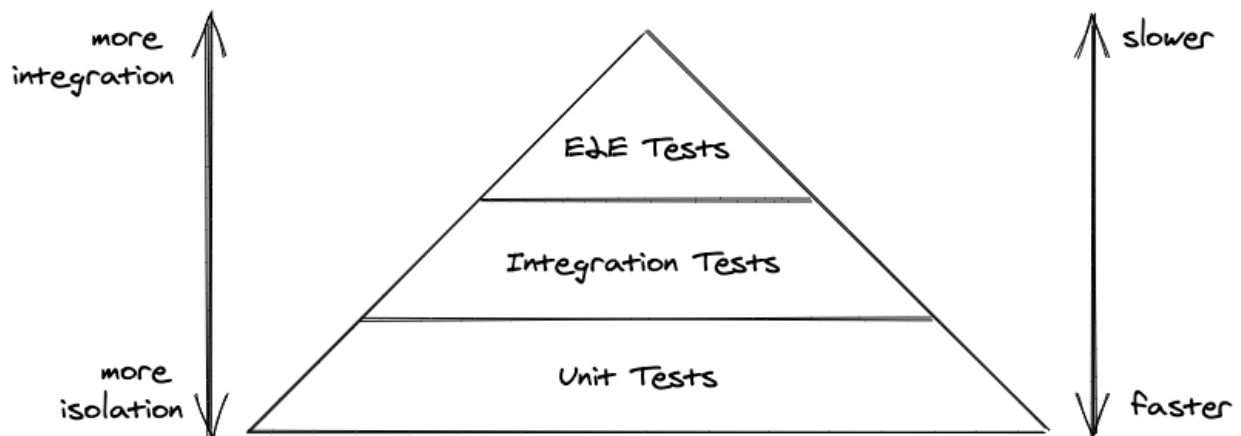 more
integration
slower
E2E Tests
Integration Tests
Unit Tests
more
isolation
faster